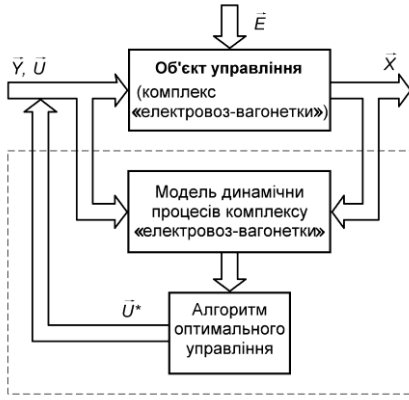 E
Y, U
X
Об'єкт управління
(комплекс
«електровоз-вагонетки»)
Модель динамічни
процесів комплексу
«електровоз-вагонетки»
U*
Алгоритм
оптимального
управління